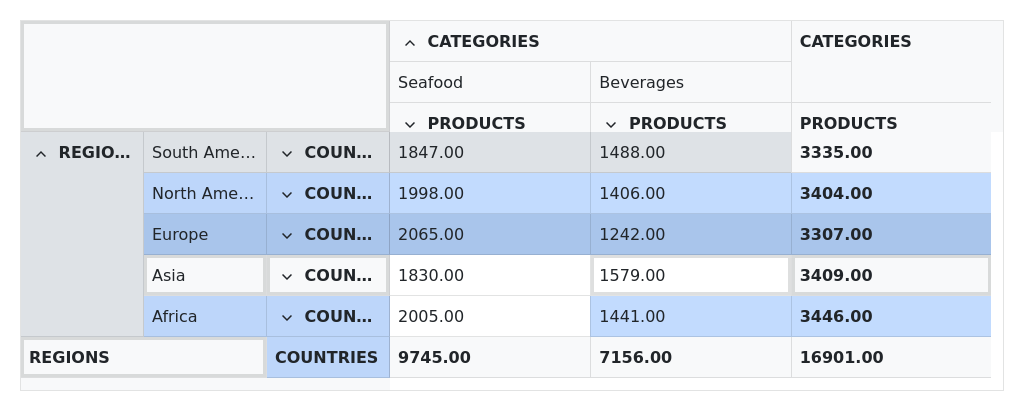 CATEGORIES CATEGORIES
Seafood Beverages
PRODUCTS PRODUCTS PRODUCTS
REGIO... South Ame... COUN... 1847.00 1488.00 3335.00
North Ame... COUN... 1998.00 1406.00 3404.00
Europe COUN... 2065.00 1242.00 3307.00
Asia COUN... 1830.00 1579.00 3409.00
Africa COUN... 2005.00 1441.00 3446.00
REGIONS COUNTRIES 9745.00 7156.00 16901.00